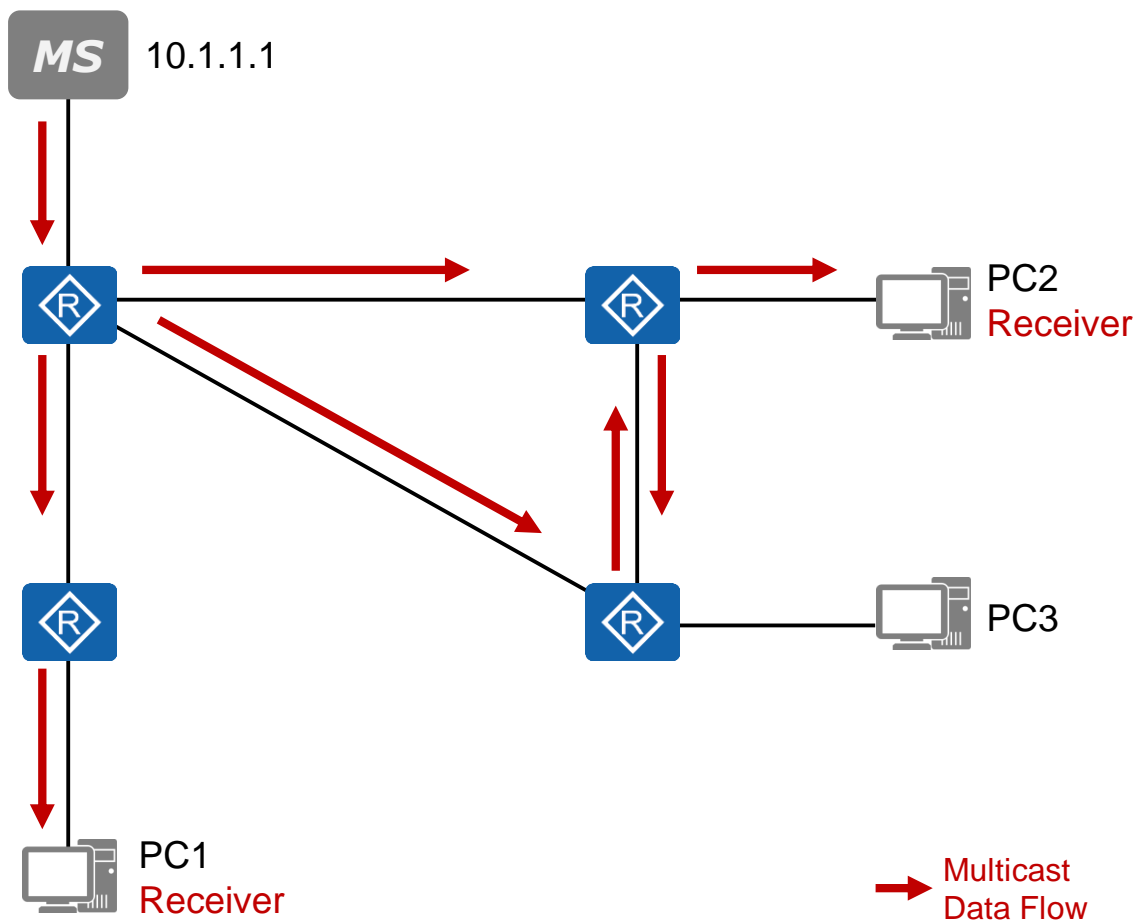 MS
10.1.1.1
R
R
PC2
Receiver
R
R
PC3
PC1
Receiver
Multicast
Data Flow